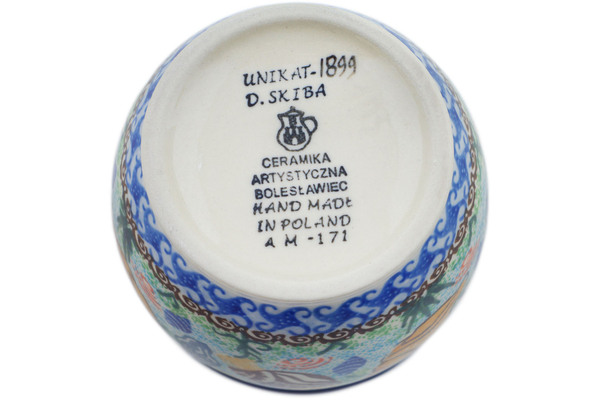 UNIKAT-1899
D. SKIBA
CERAMIKA
ARTYSTYCZNA
BOLESŁAWIEC
HAND MADE
IN POLAND
A M -171